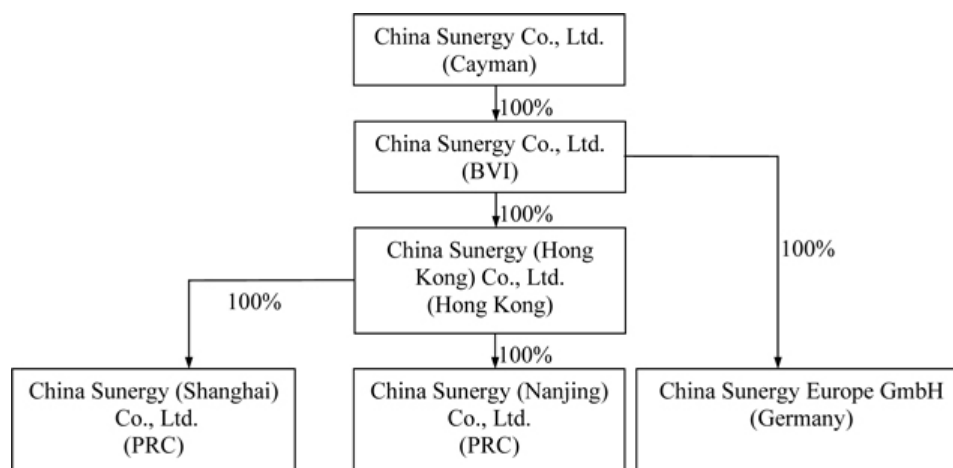 China Sunergy Co., Ltd.
(Cayman)
100%
China Sunergy Co., Ltd.
(BVI)
100%
100%
China Sunergy (Hong
Kong) Co., Ltd.
(Hong Kong)
100%
100%
China Sunergy (Shanghai)
Co., Ltd.
(PRC)
China Sunergy (Nanjing)
Co., Ltd.
(PRC)
China Sunergy Europe GmbH
(Germany)